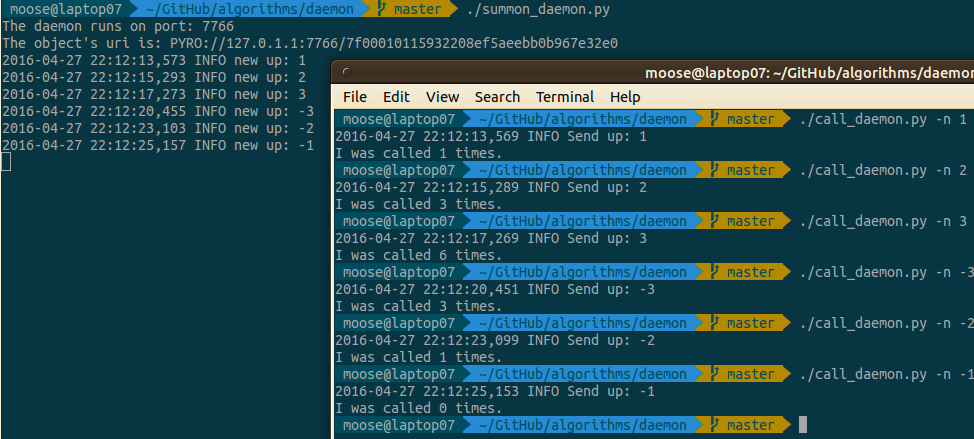 moose@laptop07 ~/GitHub/algorithms/daemon master ./summon_daemon.py
The daemon runs on port: 7766
The object's uri is: PYRO://127.0.1.1:7766/7f00010115932208ef5aeebb0b967e32e0
2016-04-27 22:12:13,573 INFO new up: 1
2016-04-27 22:12:15,293 INFO new up: 2
2016-04-27 22:12:17,273 INFO new up: 3
2016-04-27 22:12:20,455 INFO new up: -3
2016-04-27 22:12:23,103 INFO new up: -2
2016-04-27 22:12:25,157 INFO new up: -1
moose@laptop07: ~/GitHub/algorithms/daemon
File Edit View Search Terminal Help
moose@laptop07 ~/GitHub/algorithms/daemon master ./call_daemon.py -n 1
2016-04-27 22:12:13,569 INFO Send up: 1
I was called 1 times.
moose@laptop07 ~/GitHub/algorithms/daemon master ./call_daemon.py -n 2
2016-04-27 22:12:15,289 INFO Send up: 2
I was called 3 times.
moose@laptop07 ~/GitHub/algorithms/daemon master ./call_daemon.py -n 3
2016-04-27 22:12:17,269 INFO Send up: 3
I was called 6 times.
moose@laptop07 ~/GitHub/algorithms/daemon master ./call_daemon.py -n -3
2016-04-27 22:12:20,451 INFO Send up: -3
I was called 3 times.
moose@laptop07 ~/GitHub/algorithms/daemon master ./call_daemon.py -n -2
2016-04-27 22:12:23,099 INFO Send up: -2
I was called 1 times.
moose@laptop07 ~/GitHub/algorithms/daemon master ./call_daemon.py -n -1
2016-04-27 22:12:25,153 INFO Send up: -1
I was called 0 times.
moose@laptop07 ~/GitHub/algorithms/daemon master